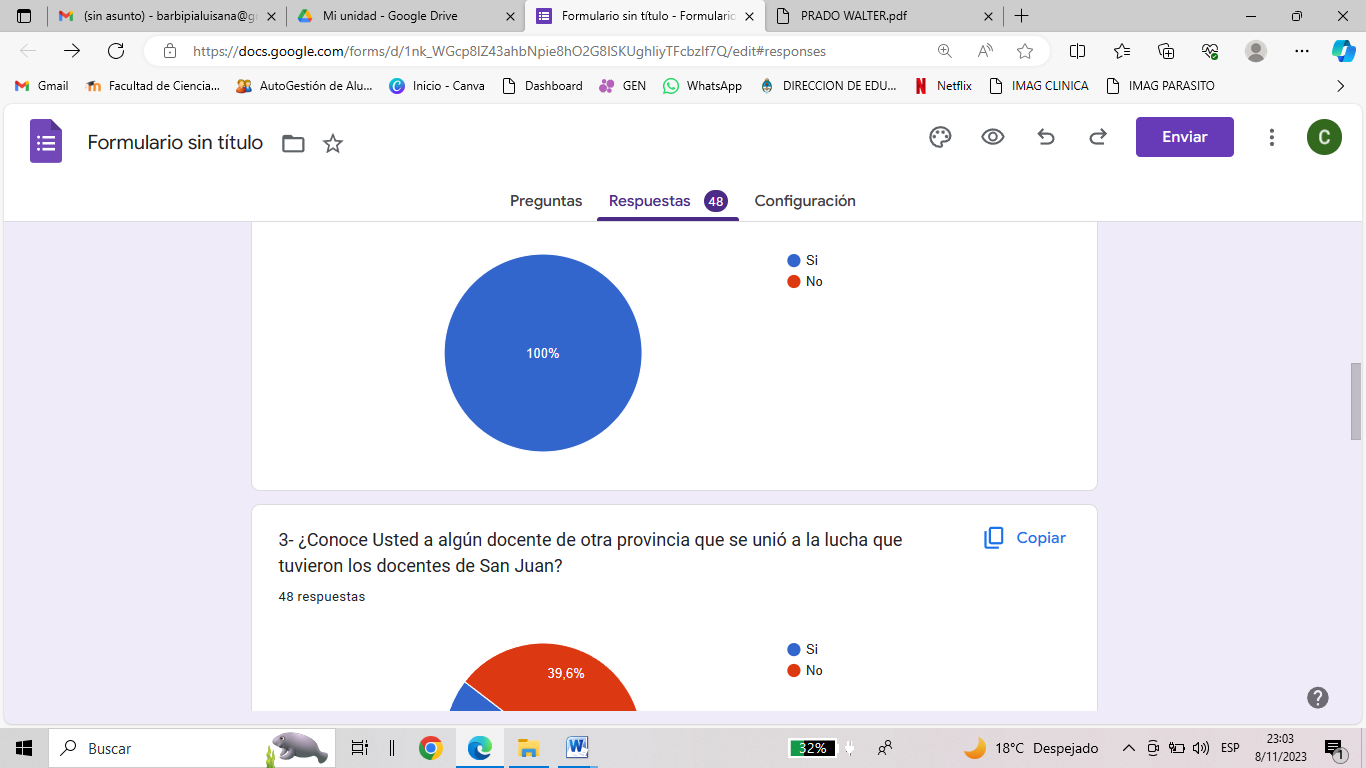 (sin asunto) - barbipialuisana@g
Mi unidad - Google Drive
Formulario sin título - Formulario
PRADO WALTER.pdf
https://docs.google.com/forms/d/1nk_WGcp8IZ43ahbNpie8hO2G8lSKUghliyTFcbzIf7Q/edit#responses
Gmail
Facultad de Ciencia...
AutoGestión de Alu...
Inicio - Canva
Dashboard
GEN
WhatsApp
DIRECCION DE EDU...
Netflix
IMAG CLINICA
IMAG PARASITO
Formulario sin título
Enviar
C
Preguntas
Respuestas 48
Configuración
Si
No
100%
3- ¿Conoce Usted a algún docente de otra provincia que se unió a la lucha que
tuvieron los docentes de San Juan?
Copiar
48 respuestas
Si
No
39,6%
Buscar
32%
18°C Despejado
ESP
23:03
8/11/2023
1